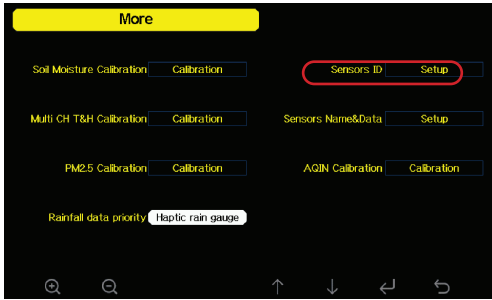 More
Soil Moisture Calibration Calibration Sensors ID Setup
Multi CH T&H Calibration Calibration Sensors Name&Data Setup
PM2.5 Calibration Calibration AQIN Calibration Calibration
Rainfall data priority Haptic rain gauge